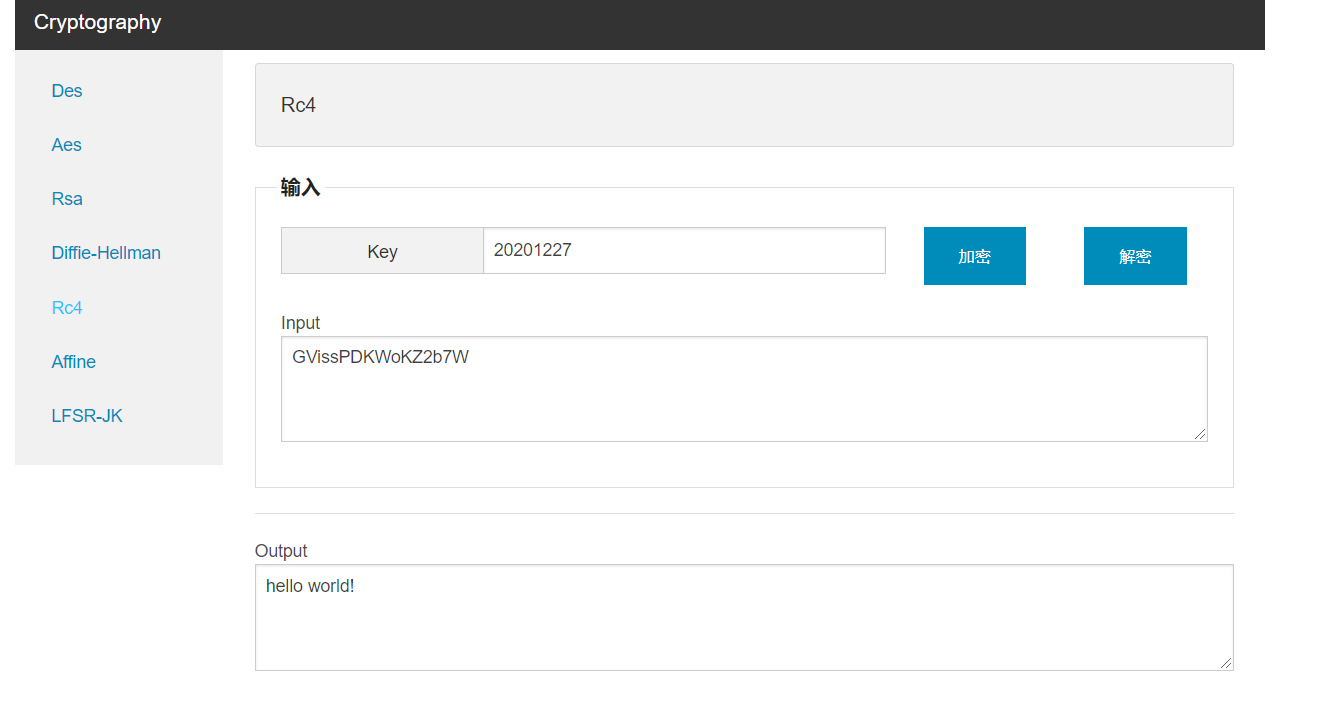 Cryptography
Des
Aes
Rsa
Diffie-Hellman
Rc4
Affine
LFSR-JK
Rc4
输入
Key 20201227 加密 解密
Input
GVissPDKWoKZ2b7W
Output
hello world!